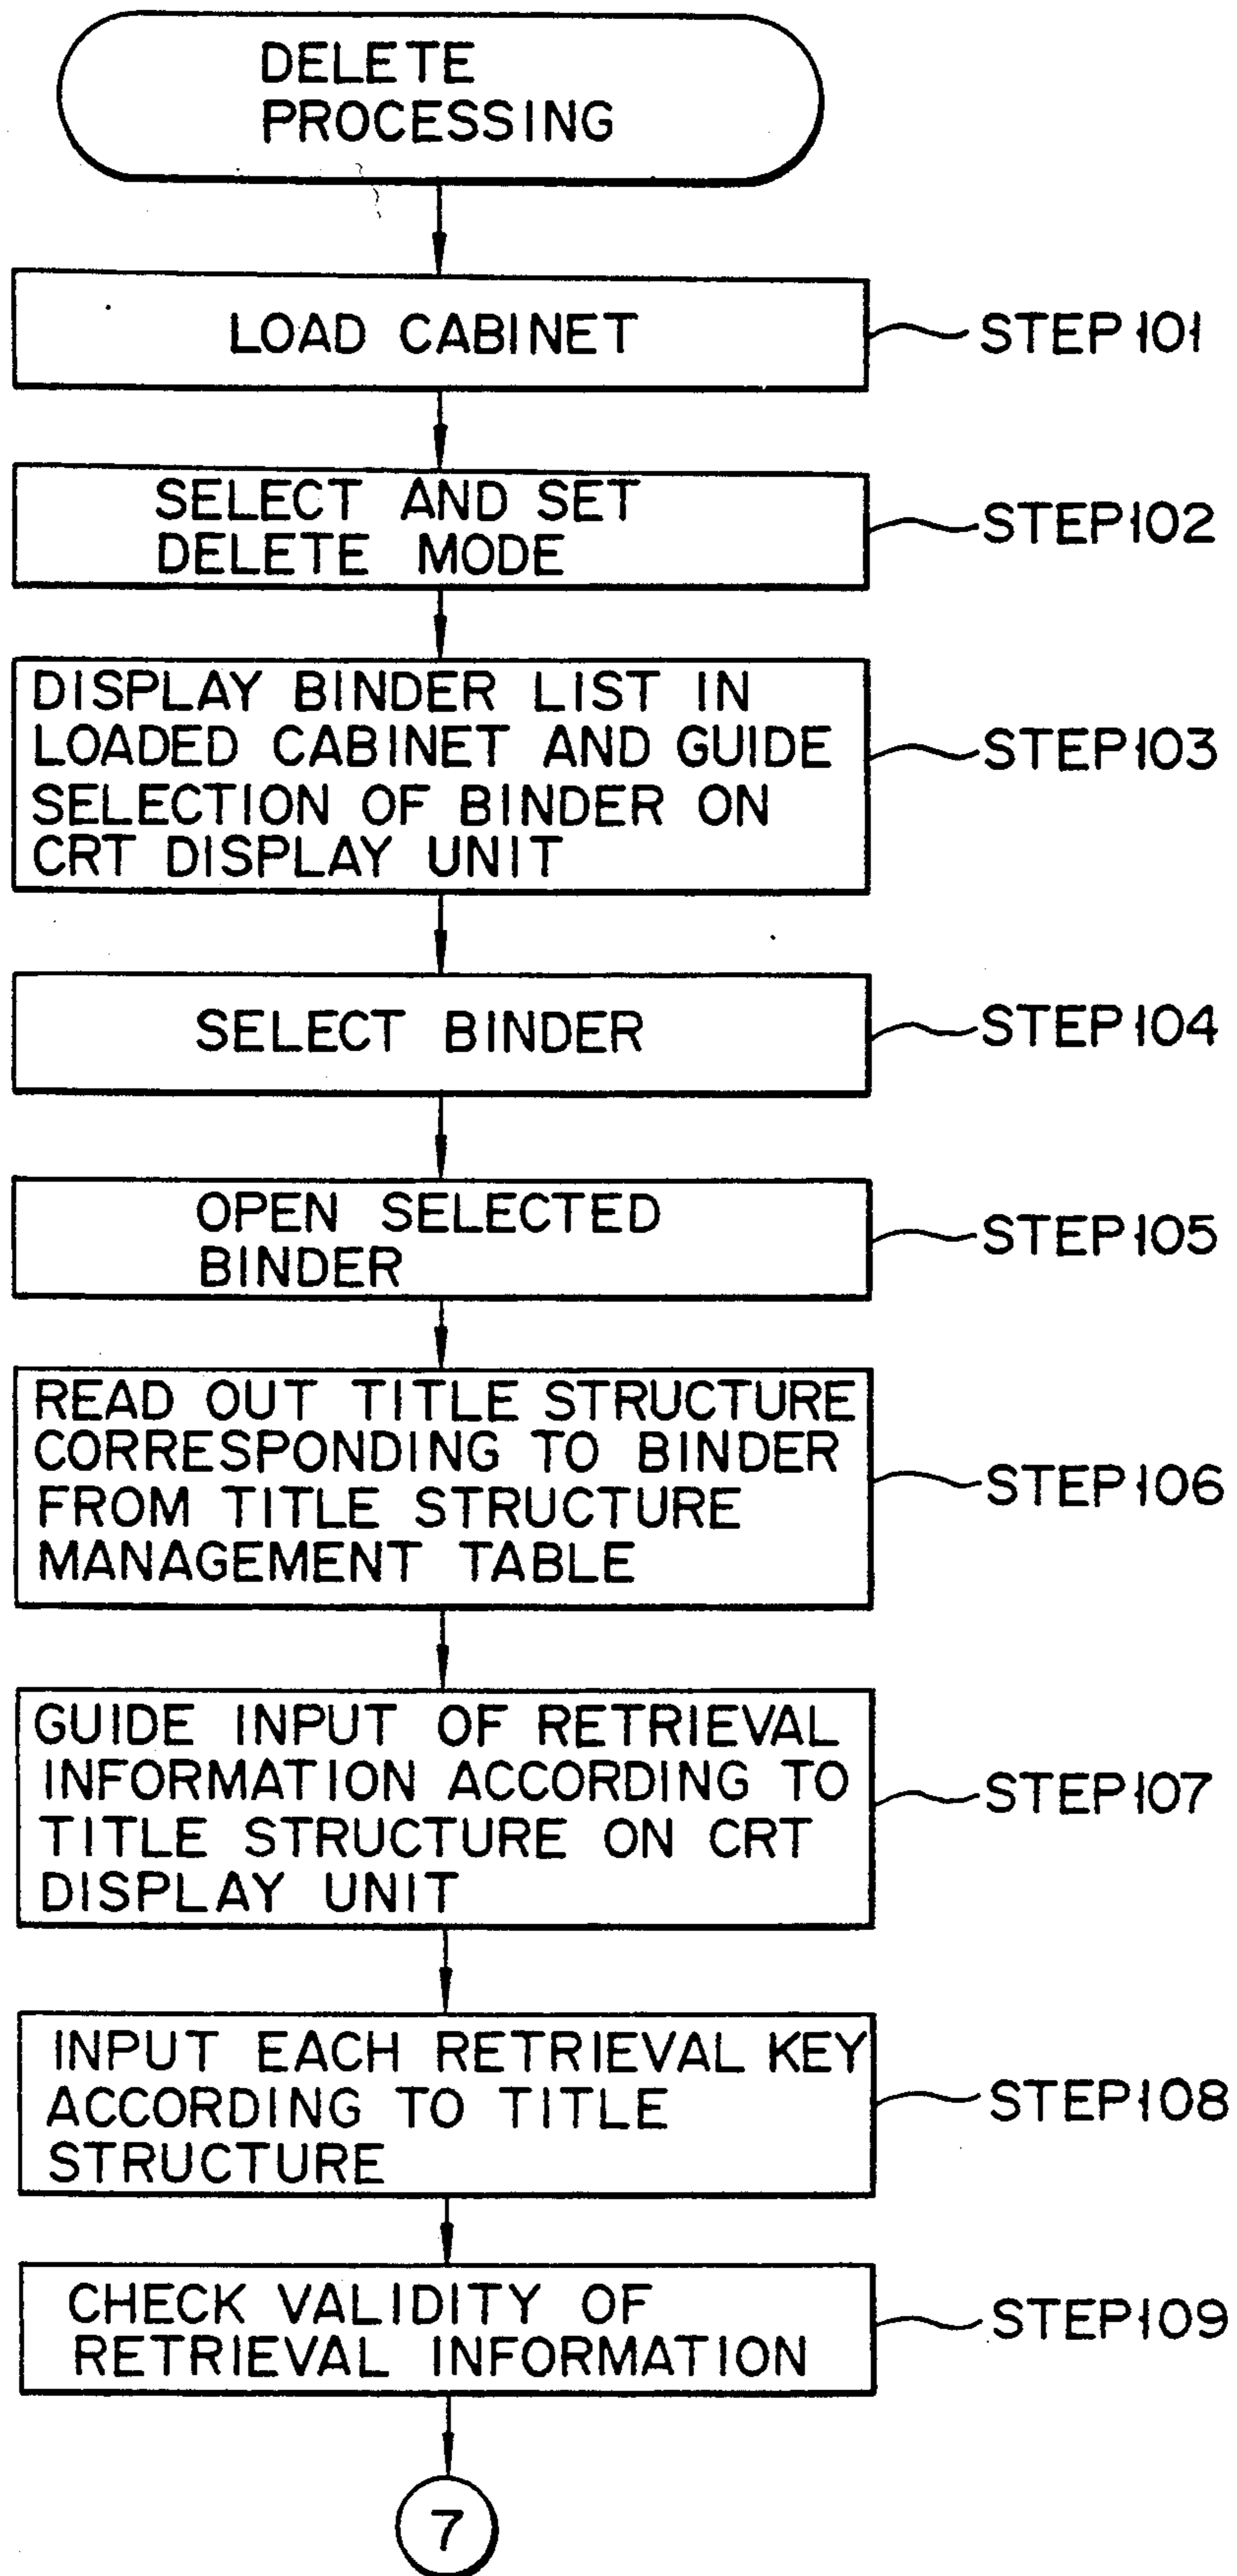 DELETE
PROCESSING
LOAD CABINET
STEP 101
SELECT AND SET
DELETE MODE
STEP 102
DISPLAY BINDER LIST IN
LOADED CABINET AND GUIDE
SELECTION OF BINDER ON
CRT DISPLAY UNIT
STEP 103
SELECT BINDER
STEP 104
OPEN SELECTED
BINDER
STEP 105
READ OUT TITLE STRUCTURE
CORRESPONDING TO BINDER
FROM TITLE STRUCTURE
MANAGEMENT TABLE
STEP 106
GUIDE INPUT OF RETRIEVAL
INFORMATION ACCORDING TO
TITLE STRUCTURE ON CRT
DISPLAY UNIT
STEP 107
INPUT EACH RETRIEVAL KEY
ACCORDING TO TITLE
STRUCTURE
STEP 108
CHECK VALIDITY OF
RETRIEVAL INFORMATION
STEP 109
7